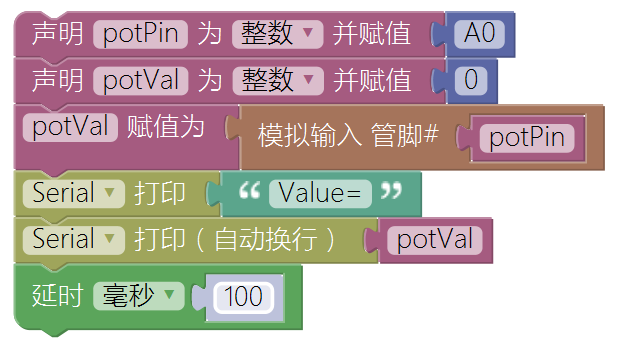 声明 potPin 为 整数 ▼ 并赋值 A0
声明 potVal 为 整数 ▼ 并赋值 0
potVal 赋值为 模拟输入 管脚# potPin
Serial ▼ 打印 “ Value= ”
Serial ▼ 打印（自动换行） potVal
延时 毫秒 ▼ 100